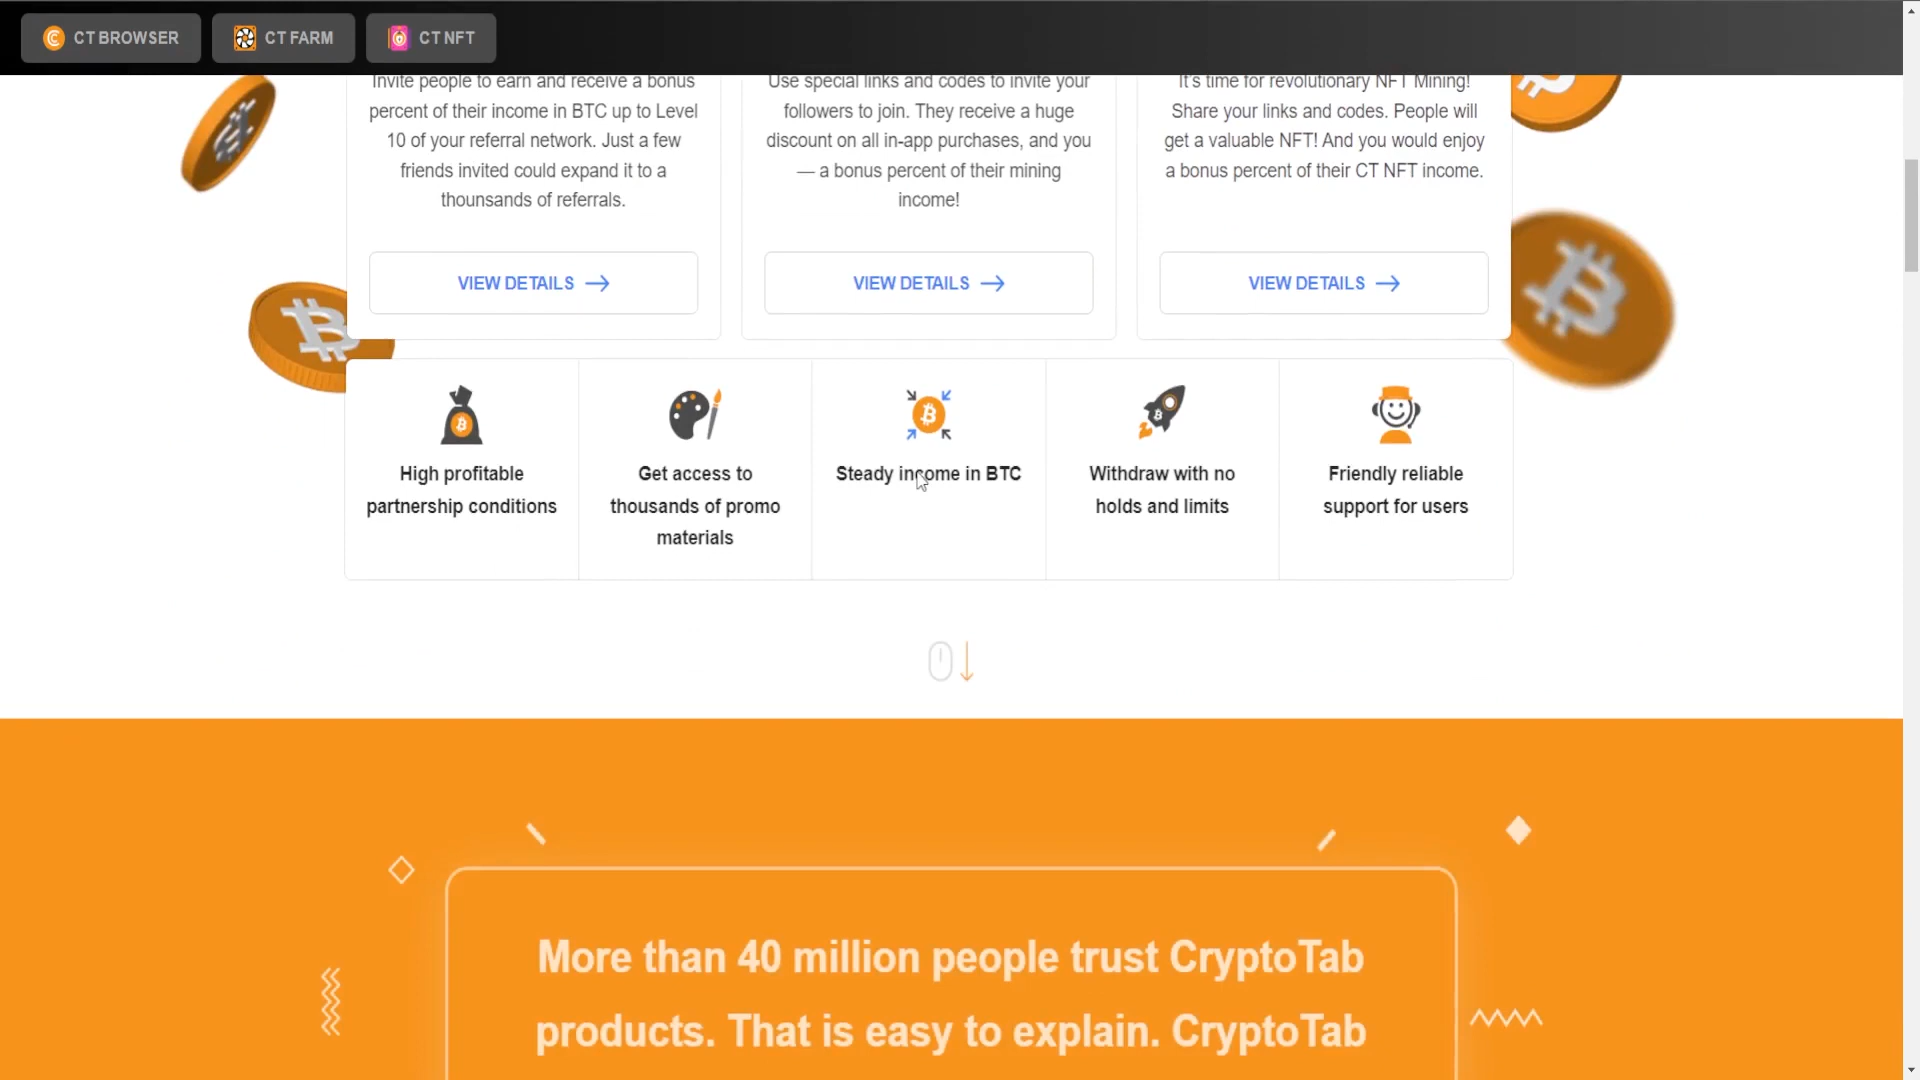 CT BROWSER
CT FARM
CT NFT
Invite people to earn and receive a bonus
percent of their income in BTC up to Level
10 of your referral network. Just a few
friends invited could expand it to a
thounsands of referrals.
VIEW DETAILS
Use special links and codes to invite your
followers to join. They receive a huge
discount on all in-app purchases, and you
— a bonus percent of their mining
income!
VIEW DETAILS
It's time for revolutionary NFT Mining!
Share your links and codes. People will
get a valuable NFT! And you would enjoy
a bonus percent of their CT NFT income.
VIEW DETAILS
High profitable
partnership conditions
Get access to
thousands of promo
materials
Steady income in BTC
Withdraw with no
holds and limits
Friendly reliable
support for users
More than 40 million people trust CryptoTab
products. That is easy to explain. CryptoTab